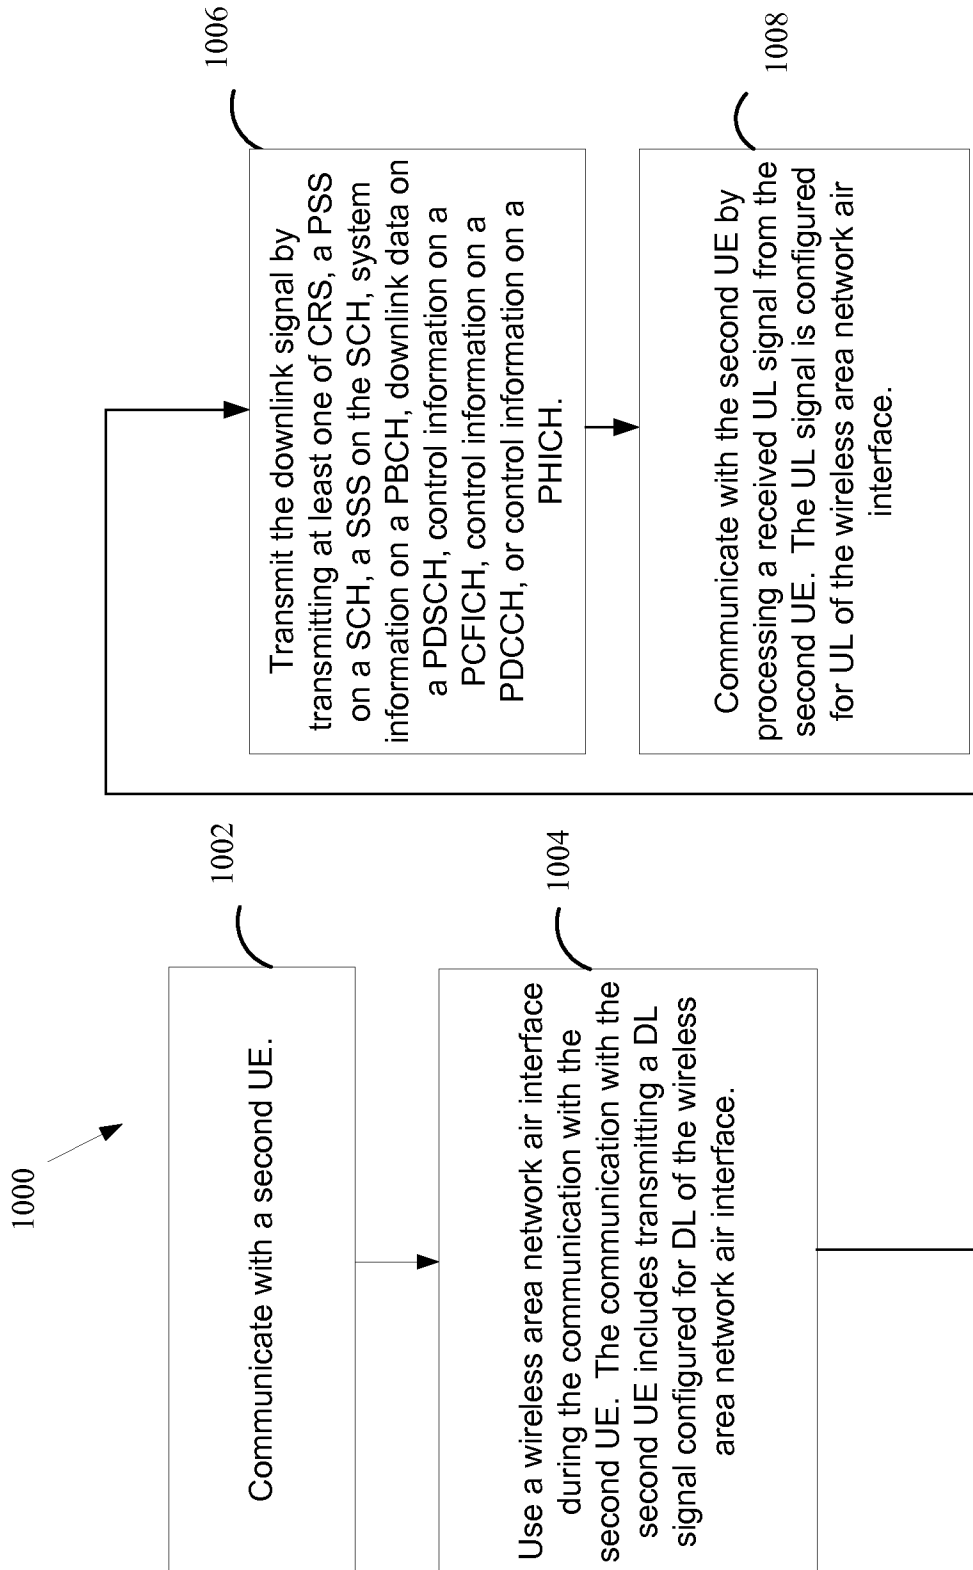 1000
1002
Communicate with a second UE.
1004
Use a wireless area network air interface
during the communication with the
second UE. The communication with the
second UE includes transmitting a DL
signal configured for DL of the wireless
area network air interface.
1006
Transmit the downlink signal by
transmitting at least one of CRS, a PSS
on a SCH, a SSS on the SCH, system
information on a PBCH, downlink data on
a PDSCH, control information on a
PCFICH, control information on a
PDCCH, or control information on a
PHICH.
1008
Communicate with the second UE by
processing a received UL signal from the
second UE. The UL signal is configured
for UL of the wireless area network air
interface.